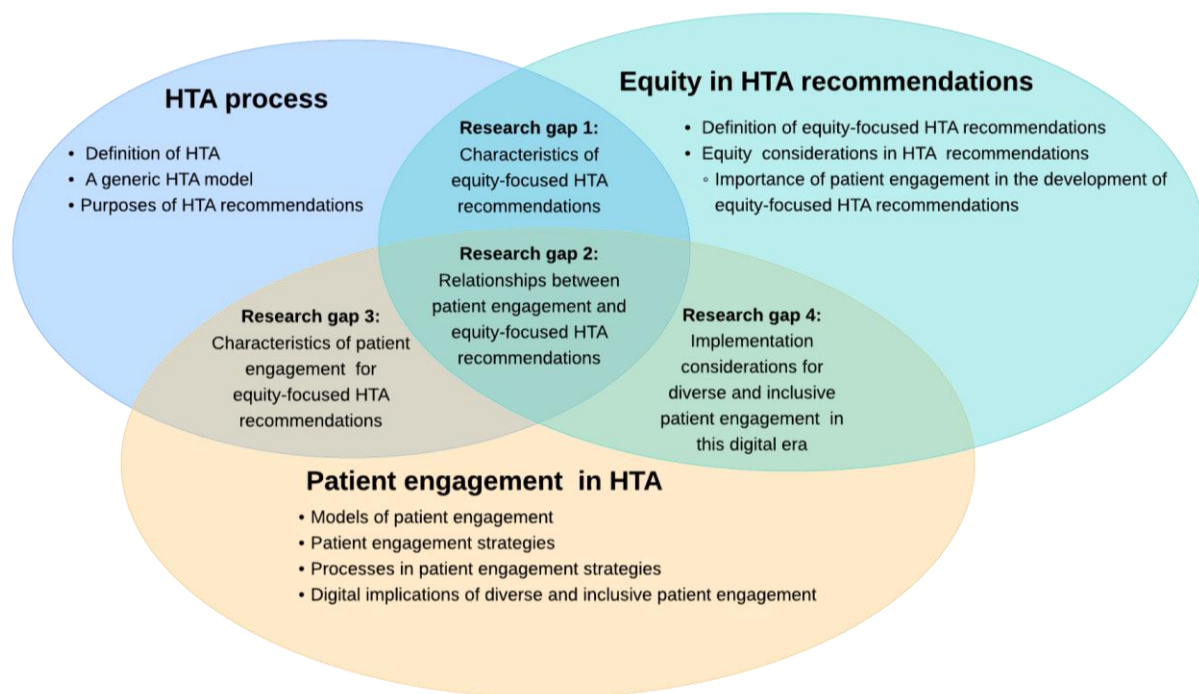 HTA process
• Definition of HTA
• A generic HTA model
• Purposes of HTA recommendations
Equity in HTA recommendations
• Definition of equity-focused HTA recommendations
• Equity considerations in HTA recommendations
◦ Importance of patient engagement in the development of
equity-focused HTA recommendations
Research gap 1:
Characteristics of
equity-focused HTA
recommendations
Research gap 2:
Relationships between
patient engagement and
equity-focused HTA
recommendations
Research gap 3:
Characteristics of patient
engagement for
equity-focused HTA
recommendations
Research gap 4:
Implementation
considerations for
diverse and inclusive
patient engagement in
this digital era
Patient engagement in HTA
• Models of patient engagement
• Patient engagement strategies
• Processes in patient engagement strategies
• Digital implications of diverse and inclusive patient engagement